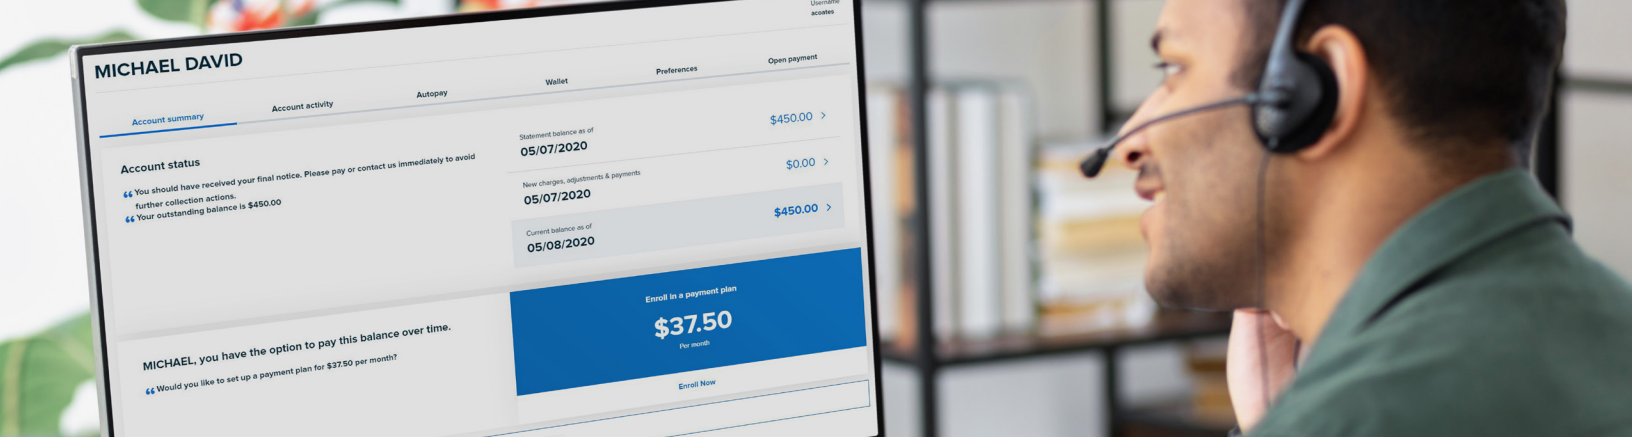 Username
acoates
MICHAEL DAVID
Account summary
Account activity
Autopay
Wallet
Preferences
Open payment
Account status
“ You should have received your final notice. Please pay or contact us immediately to avoid
further collection actions.
“ Your outstanding balance is $450.00
Statement balance as of
05/07/2020
$450.00 >
New charges, adjustments & payments
05/07/2020
$0.00 >
Current balance as of
05/08/2020
$450.00 >
MICHAEL, you have the option to pay this balance over time.
“ Would you like to set up a payment plan for $37.50 per month?
Enroll in a payment plan
$37.50
Per month
Enroll Now